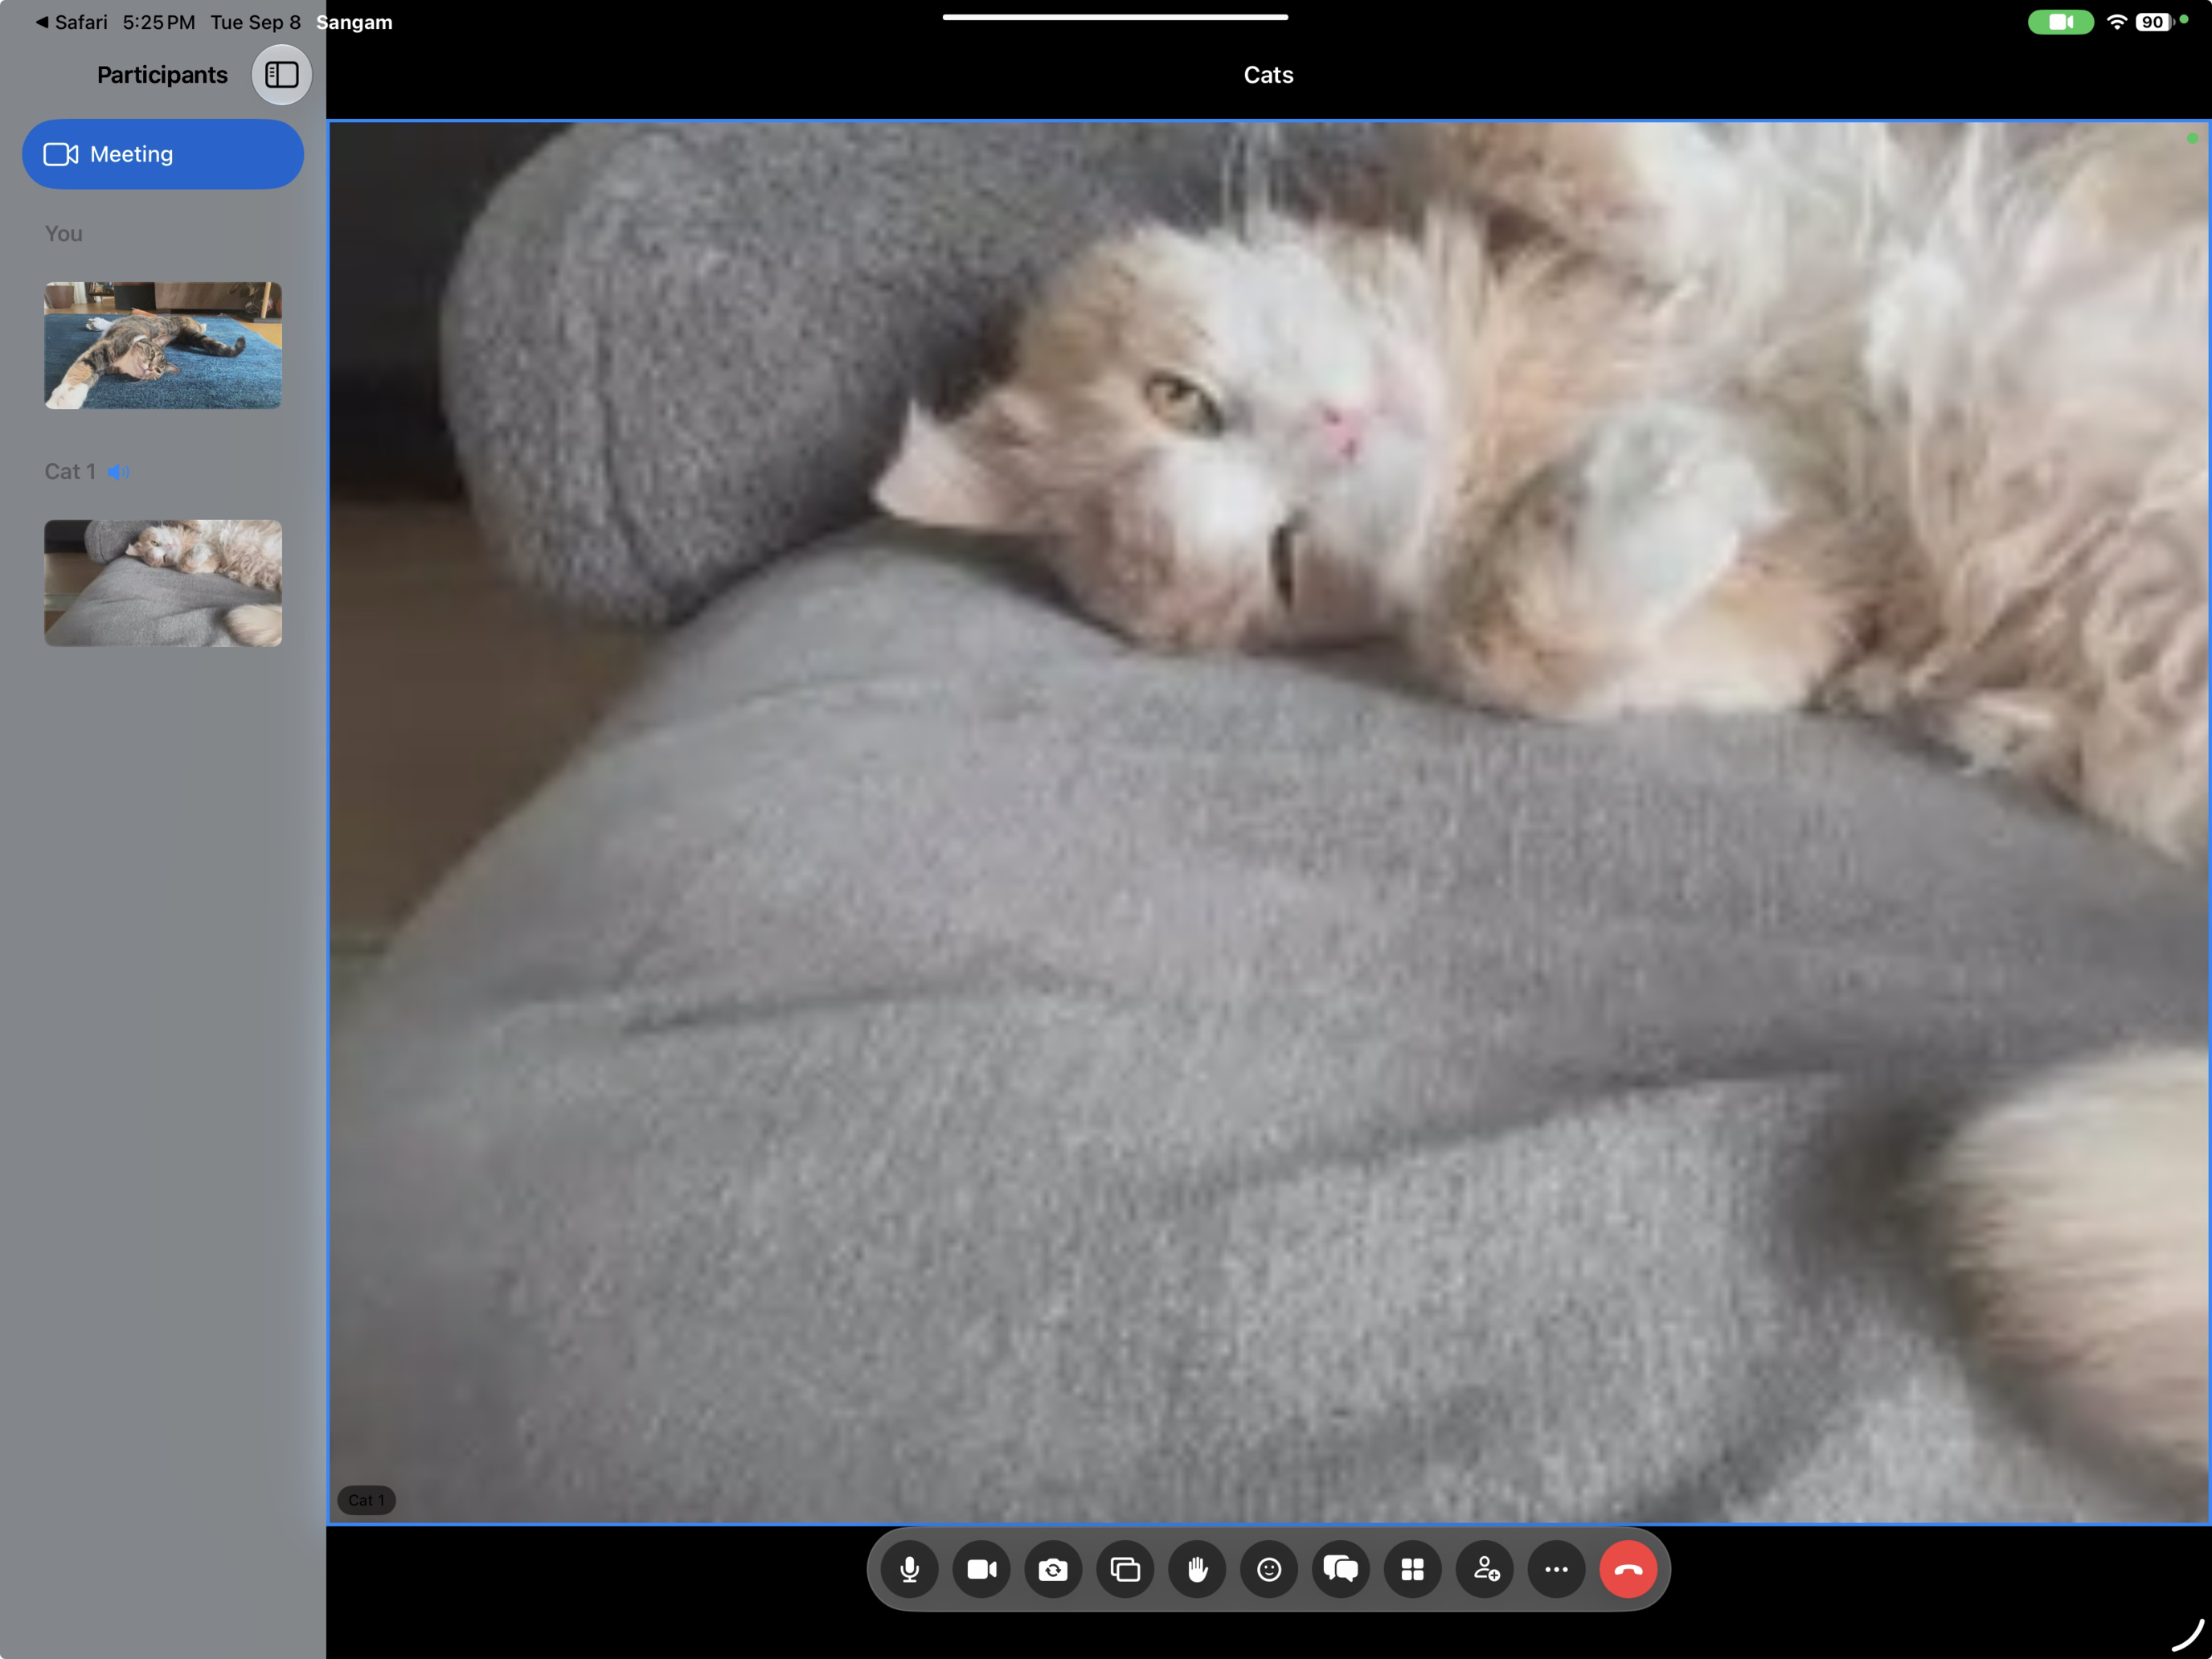 ◀ Safari 5:25 PM Tue Sep 8 Sangam
90
Participants
Cats
Meeting
You
Cat 1
Cat 1